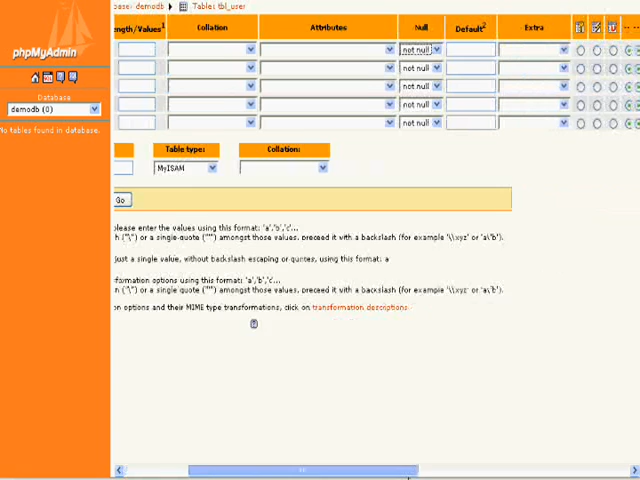 base: demodb ▸ Table: tbl_user
phpMyAdmin
ength/Values1 Collation Attributes Null Default2 Extra
not null
not null
not null
not null
not null
Database
demodb (0)
No tables found in database.
Table type: Collation:
MyISAM
Go
please enter the values using this format: 'a','b','c'...
h ("\") or a single-quote ("'") amongst those values, preceed it with a backslash (for example '\\xyz' or 'a\'b').
just a single value, without backslash escaping or quotes, using this format: a
nformation options using this format: 'a','b','c'...
n ("\") or a single quote ("'") amongst those values, preceed it with a backslash (for example '\\xyz' or 'a\'b').
on options and their MIME type transformations, click on transformation descriptions.